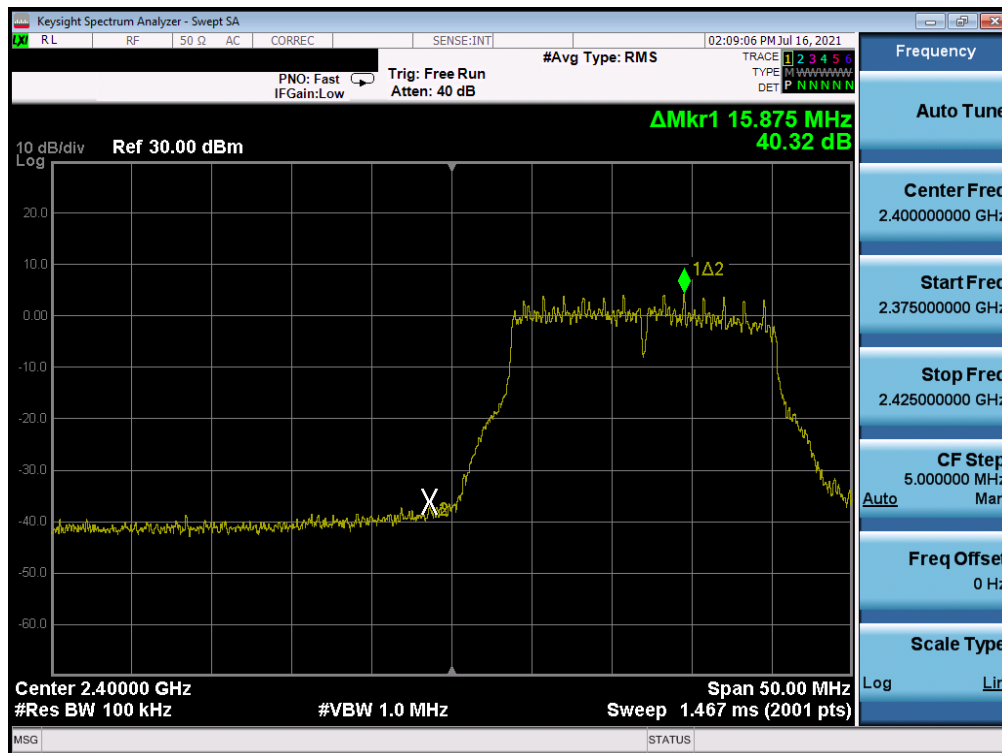 Keysight Spectrum Analyzer - Swept SA
LXI RL RF 50 Ω AC CORREC SENSE:INT 02:09:06 PM Jul 16, 2021
#Avg Type: RMS
TRACE 1 2 3 4 5 6
PNO: Fast Trig: Free Run
TYPE M W W W W W
IFGain:Low Atten: 40 dB
DET P N N N N N
ΔMkr1 15.875 MHz
40.32 dB
10 dB/div Ref 30.00 dBm
Log
20.0
10.0
0.00
-10.0
-20.0
-30.0
-40.0
-50.0
-60.0
1Δ2
X2
Center 2.40000 GHz Span 50.00 MHz
#Res BW 100 kHz #VBW 1.0 MHz Sweep 1.467 ms (2001 pts)
MSG STATUS
Frequency
Auto Tune
Center Freq
2.400000000 GHz
Start Freq
2.375000000 GHz
Stop Freq
2.425000000 GHz
CF Step
5.000000 MHz
Auto Man
Freq Offset
0 Hz
Scale Type
Log Lin